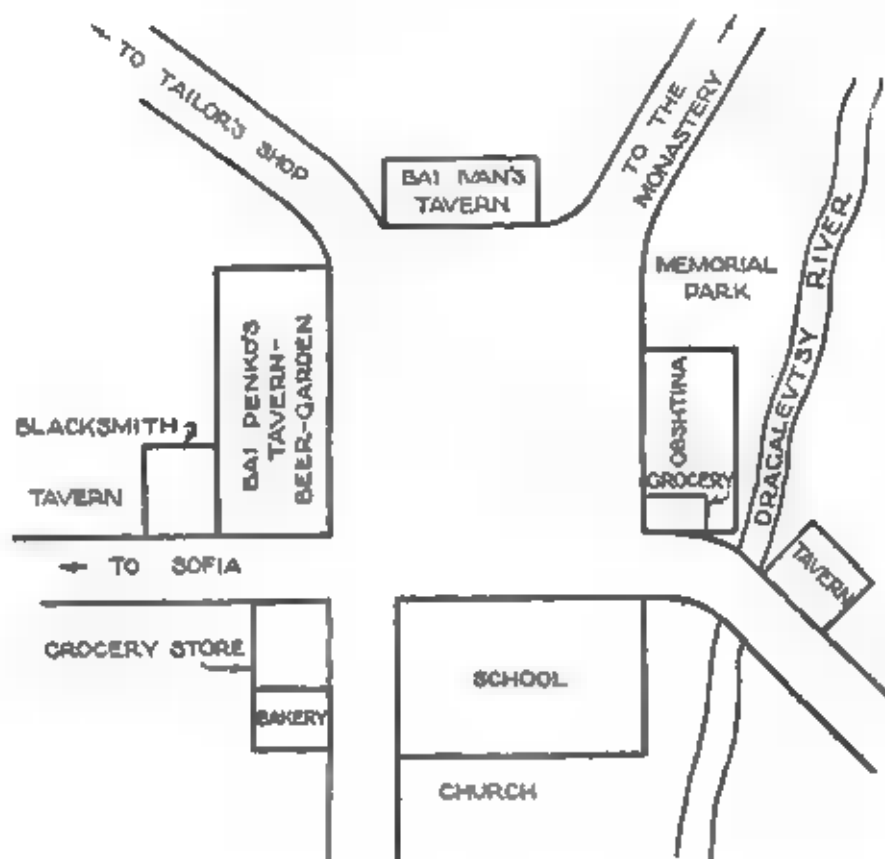 TO TAILOR'S SHOP
TO THE
MONASTERY
BAI IVAN'S
TAVERN
MEMORIAL
PARK
DRAGALEVTSY RIVER
BAI PENKO'S
TAVERN-
BEER-GARDEN
OBSHTINA
GROCERY
BLACKSMITH
TAVERN
TAVERN
TO SOFIA
GROCERY STORE
BAKERY
SCHOOL
CHURCH